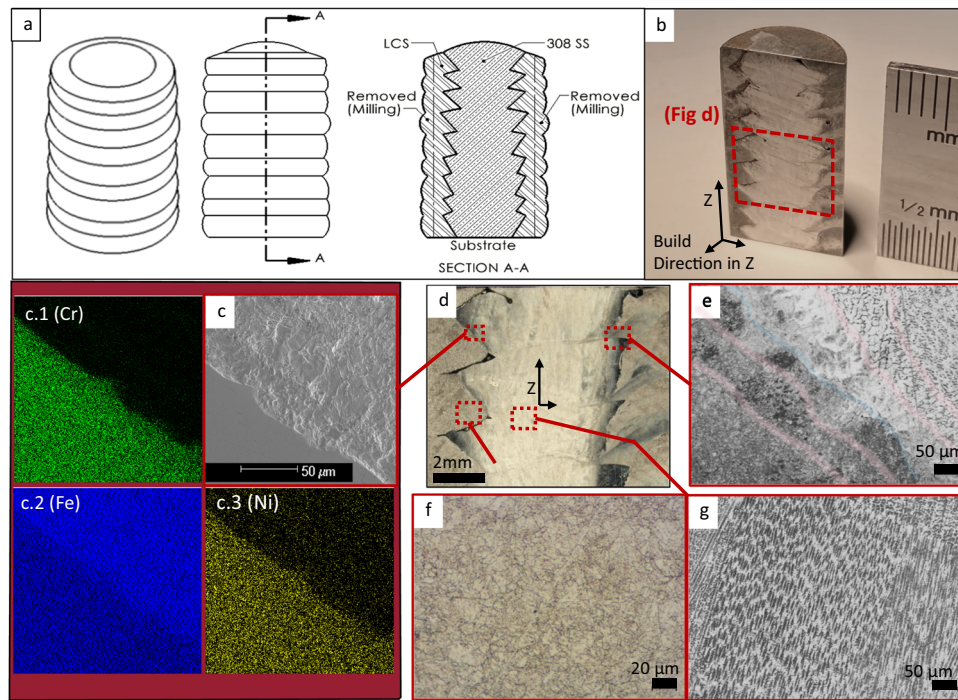 a
A
LCS
308 SS
Removed
(Milling)
Removed
(Milling)
A
Substrate
SECTION A-A
b
(Fig d)
mm
Z
1/2 mm
Build
Direction in Z
c.1 (Cr)
c
50 µm
c.2 (Fe)
c.3 (Ni)
d
Z
2mm
e
50 µm
f
20 µm
g
50 µm